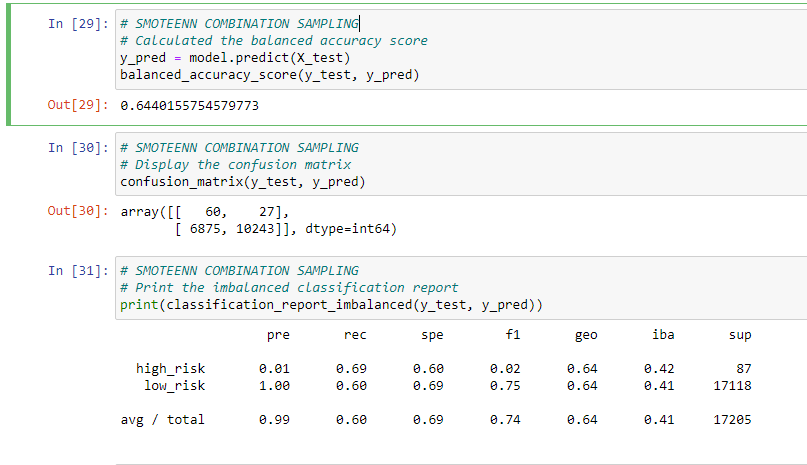 In [29]: # SMOTEENN COMBINATION SAMPLING
# Calculated the balanced accuracy score
y_pred = model.predict(X_test)
balanced_accuracy_score(y_test, y_pred)
Out[29]: 0.6440155754579773
In [30]: # SMOTEENN COMBINATION SAMPLING
# Display the confusion matrix
confusion_matrix(y_test, y_pred)
Out[30]: array([[   60,    27],
       [ 6875, 10243]], dtype=int64)
In [31]: # SMOTEENN COMBINATION SAMPLING
# Print the imbalanced classification report
print(classification_report_imbalanced(y_test, y_pred))
pre rec spe f1 geo iba sup
high_risk 0.01 0.69 0.60 0.02 0.64 0.42 87
low_risk 1.00 0.60 0.69 0.75 0.64 0.41 17118
avg / total 0.99 0.60 0.69 0.74 0.64 0.41 17205